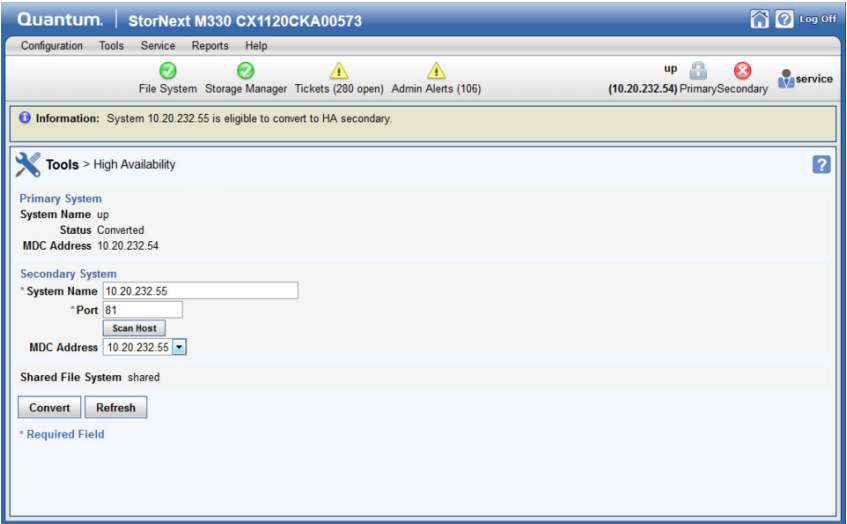 Quantum. | StorNext M330 CX1120CKA00573
? Log Off
Configuration Tools Service Reports Help
File System Storage Manager Tickets (280 open) Admin Alerts (106)
up
(10.20.232.54) Primary Secondary
service
Information: System 10.20.232.55 is eligible to convert to HA secondary.
Tools > High Availability
?
Primary System
System Name up
Status Converted
MDC Address 10.20.232.54
Secondary System
* System Name 10.20.232.55
* Port 81
Scan Host
MDC Address 10.20.232.55
Shared File System shared
Convert Refresh
* Required Field